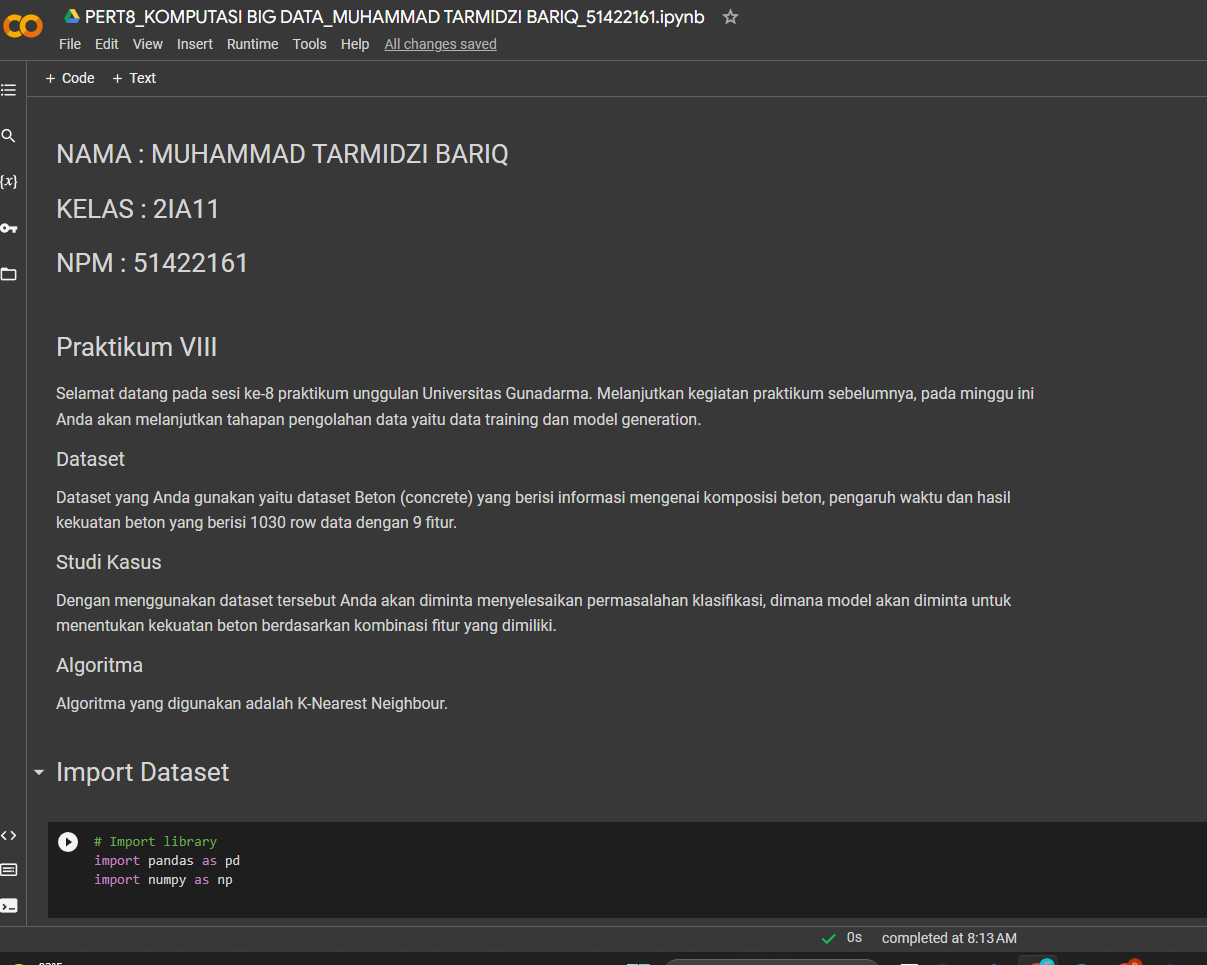 PERT8_KOMPUTASI BIG DATA_MUHAMMAD TARMIDZI BARIQ_51422161.ipynb
File Edit View Insert Runtime Tools Help All changes saved
+ Code + Text
NAMA : MUHAMMAD TARMIDZI BARIQ
KELAS : 2IA11
NPM : 51422161
Praktikum VIII
Selamat datang pada sesi ke-8 praktikum unggulan Universitas Gunadarma. Melanjutkan kegiatan praktikum sebelumnya, pada minggu ini
Anda akan melanjutkan tahapan pengolahan data yaitu data training dan model generation.
Dataset
Dataset yang Anda gunakan yaitu dataset Beton (concrete) yang berisi informasi mengenai komposisi beton, pengaruh waktu dan hasil
kekuatan beton yang berisi 1030 row data dengan 9 fitur.
Studi Kasus
Dengan menggunakan dataset tersebut Anda akan diminta menyelesaikan permasalahan klasifikasi, dimana model akan diminta untuk
menentukan kekuatan beton berdasarkan kombinasi fitur yang dimiliki.
Algoritma
Algoritma yang digunakan adalah K-Nearest Neighbour.
Import Dataset
# Import library
import pandas as pd
import numpy as np
0s completed at 8:13 AM